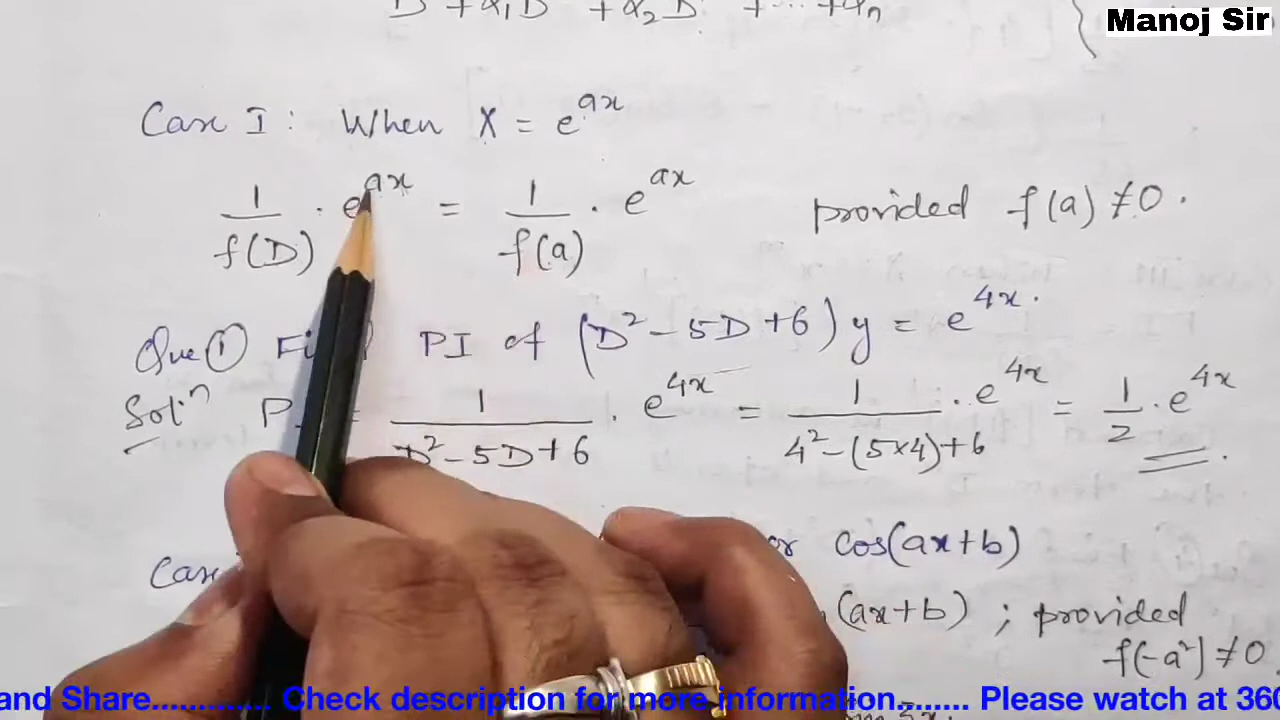 Manoj Sir
Case I : When X = e^{ax}
1/f(D) · e^{ax} = 1/f(a) · e^{ax} provided f(a) ≠ 0 .
Que ① PI of (D² - 5D + 6) y = e^{4x} .
Solⁿ = 1/(D² - 5D + 6) · e^{4x} = 1/(4² - (5×4) + 6) · e^{4x} = 1/2 · e^{4x} .
or cos(ax+b)
(ax+b) ; provided
f(-a²) ≠ 0
and Share............. Check description for more information........ Please watch at 360